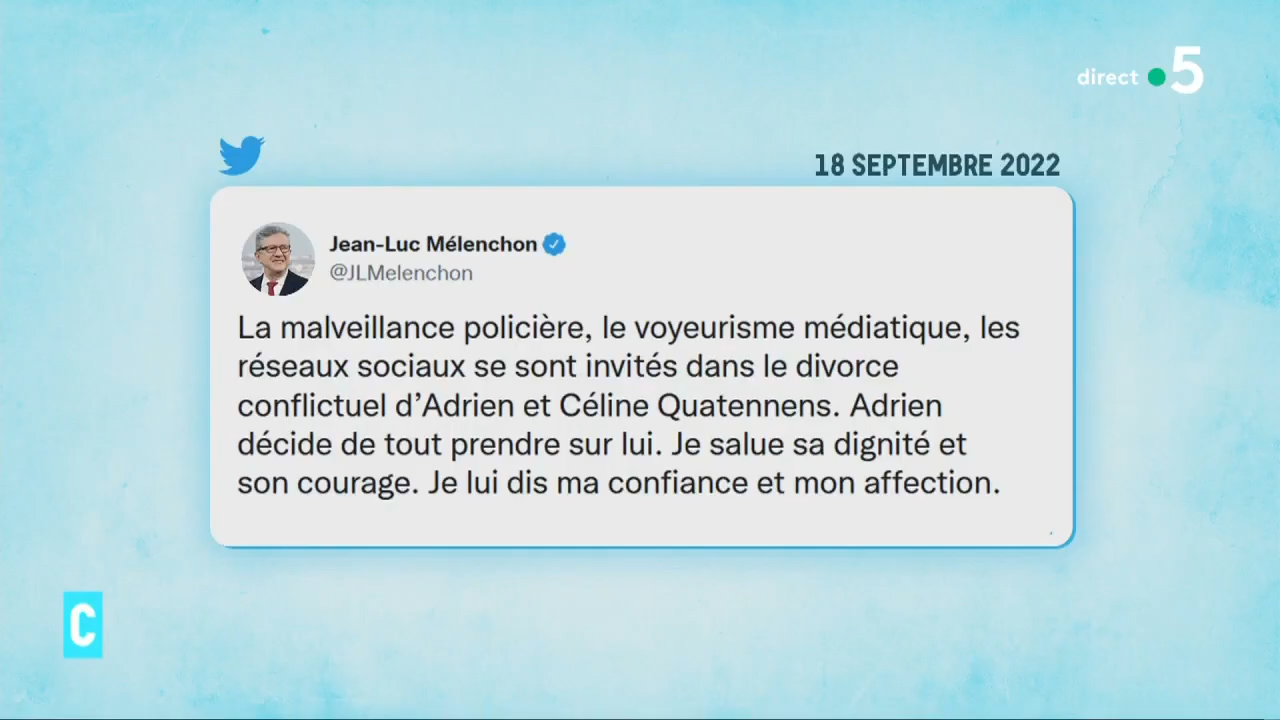 direct 5
18 SEPTEMBRE 2022
Jean-Luc Mélenchon
@JLMelenchon
La malveillance policière, le voyeurisme médiatique, les
réseaux sociaux se sont invités dans le divorce
conflictuel d’Adrien et Céline Quatennens. Adrien
décide de tout prendre sur lui. Je salue sa dignité et
son courage. Je lui dis ma confiance et mon affection.
C